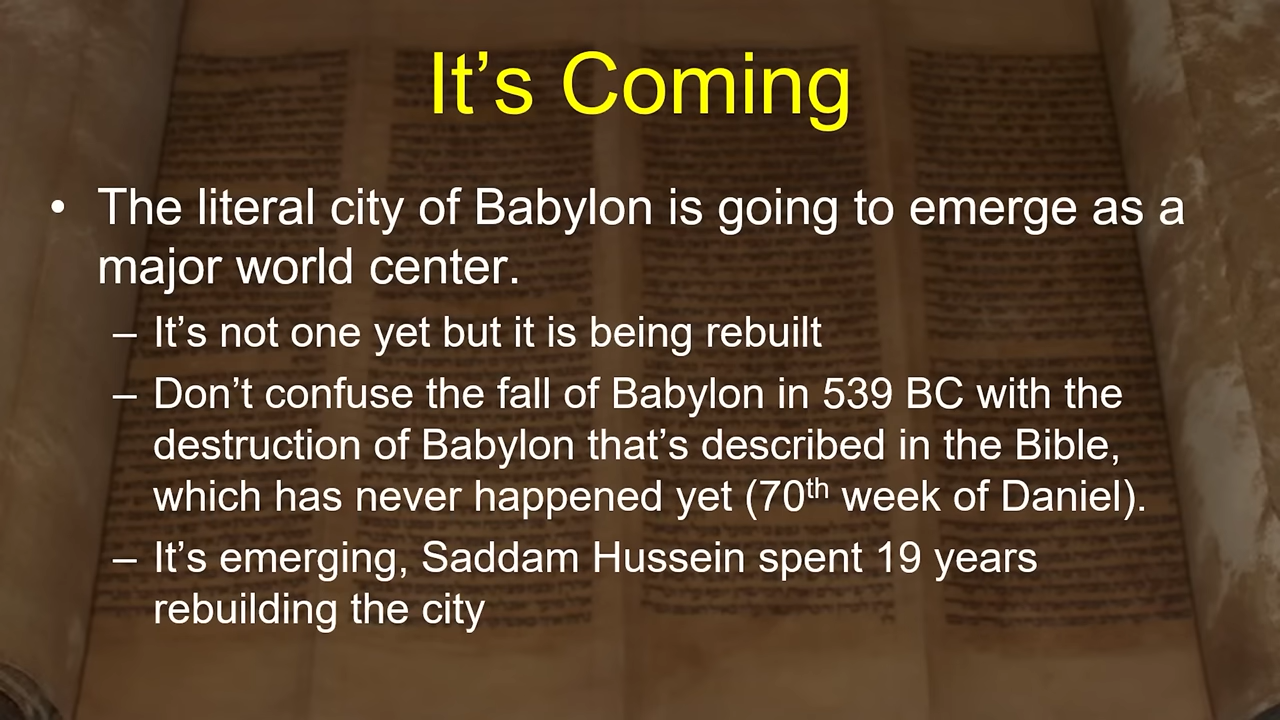 It’s Coming
• The literal city of Babylon is going to emerge as a
major world center.
– It’s not one yet but it is being rebuilt
– Don’t confuse the fall of Babylon in 539 BC with the
destruction of Babylon that’s described in the Bible,
which has never happened yet (70th week of Daniel).
– It’s emerging, Saddam Hussein spent 19 years
rebuilding the city